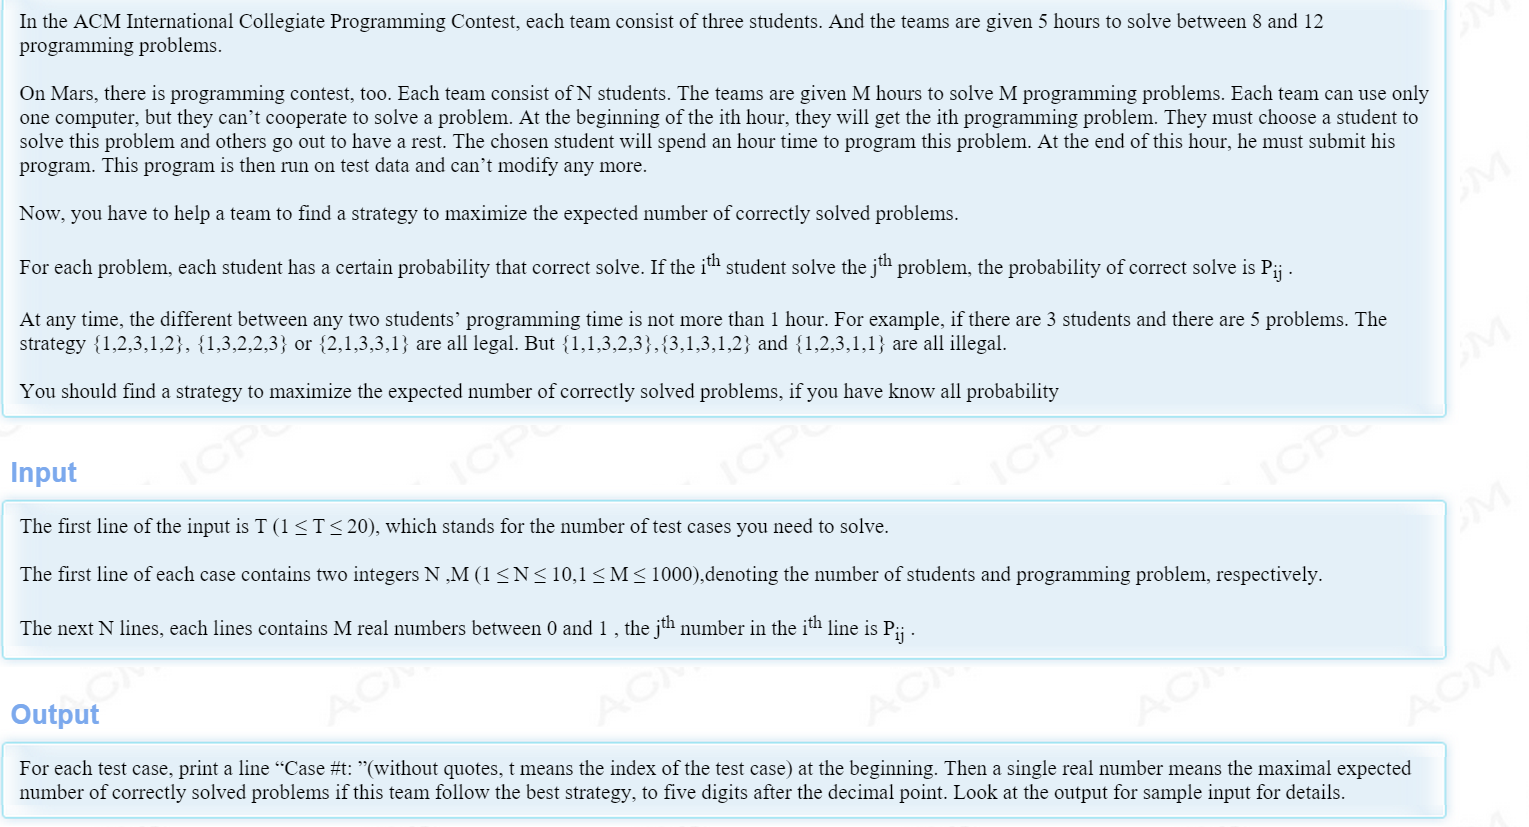 In the ACM International Collegiate Programming Contest, each team consist of three students. And the teams are given 5 hours to solve between 8 and 12
programming problems.
On Mars, there is programming contest, too. Each team consist of N students. The teams are given M hours to solve M programming problems. Each team can use only
one computer, but they can’t cooperate to solve a problem. At the beginning of the ith hour, they will get the ith programming problem. They must choose a student to
solve this problem and others go out to have a rest. The chosen student will spend an hour time to program this problem. At the end of this hour, he must submit his
program. This program is then run on test data and can’t modify any more.
Now, you have to help a team to find a strategy to maximize the expected number of correctly solved problems.
For each problem, each student has a certain probability that correct solve. If the ith student solve the jth problem, the probability of correct solve is Pij .
At any time, the different between any two students’ programming time is not more than 1 hour. For example, if there are 3 students and there are 5 problems. The
strategy {1,2,3,1,2}, {1,3,2,2,3} or {2,1,3,3,1} are all legal. But {1,1,3,2,3},{3,1,3,1,2} and {1,2,3,1,1} are all illegal.
You should find a strategy to maximize the expected number of correctly solved problems, if you have know all probability
Input
The first line of the input is T (1 ≤ T ≤ 20), which stands for the number of test cases you need to solve.
The first line of each case contains two integers N ,M (1 ≤ N ≤ 10,1 ≤ M ≤ 1000),denoting the number of students and programming problem, respectively.
The next N lines, each lines contains M real numbers between 0 and 1 , the jth number in the ith line is Pij .
Output
For each test case, print a line “Case #t: ”(without quotes, t means the index of the test case) at the beginning. Then a single real number means the maximal expected
number of correctly solved problems if this team follow the best strategy, to five digits after the decimal point. Look at the output for sample input for details.